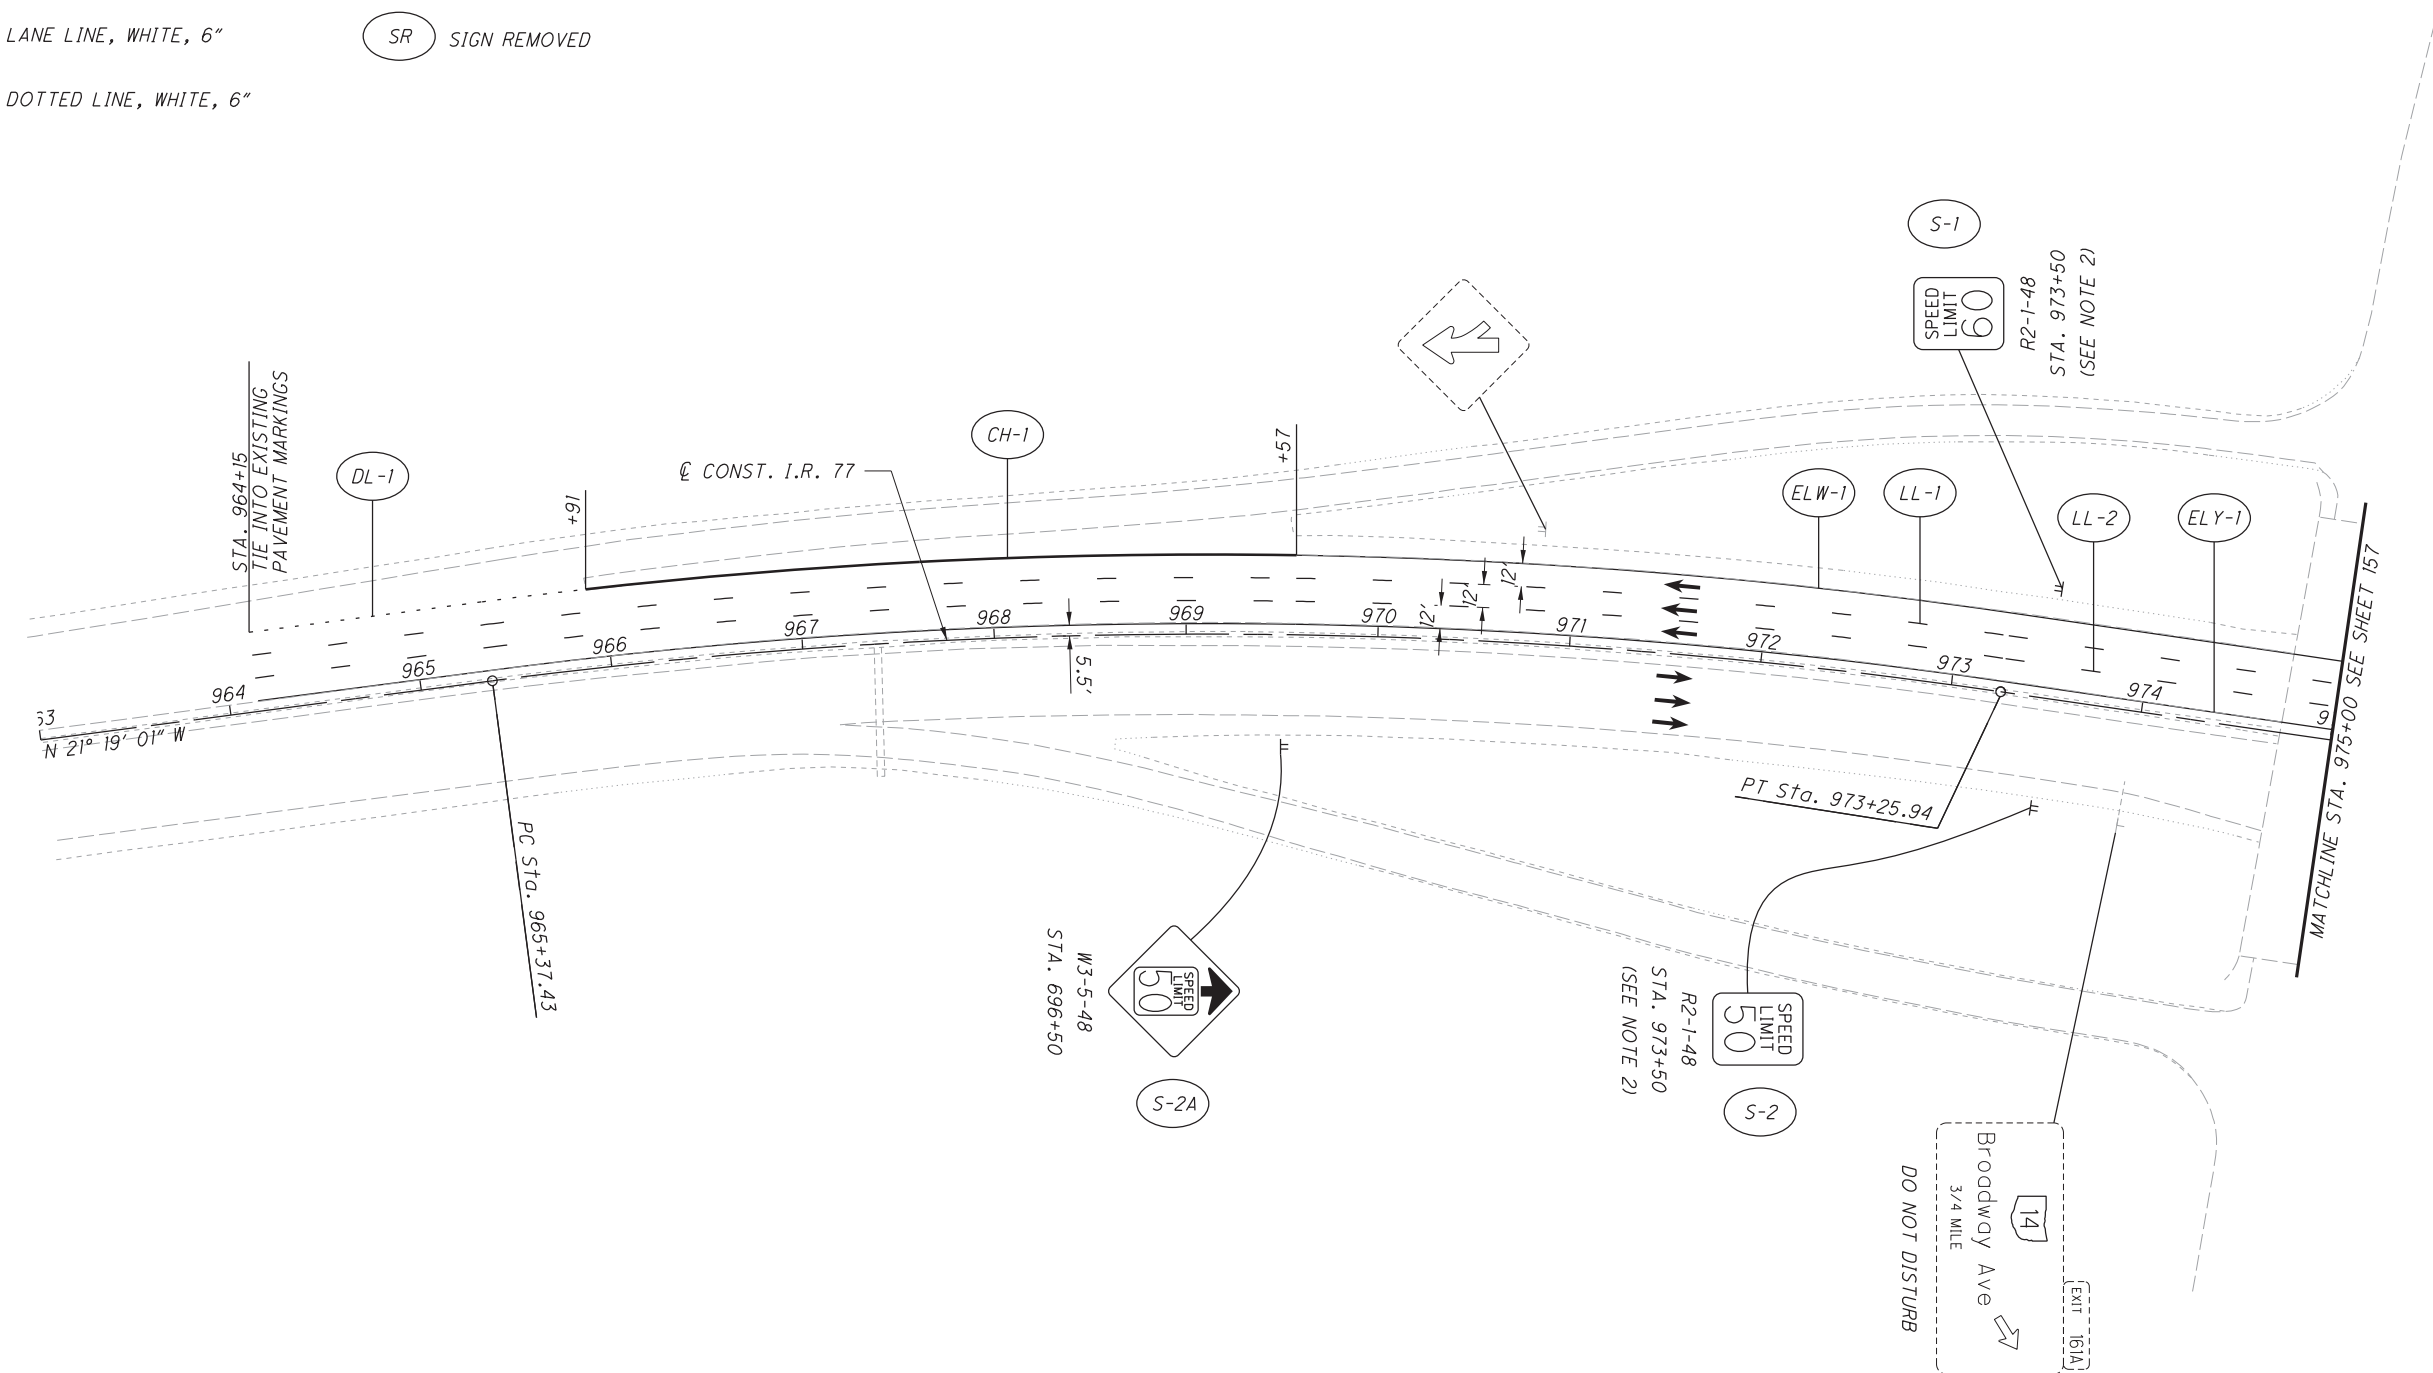 LANE LINE, WHITE, 6"
SR SIGN REMOVED
DOTTED LINE, WHITE, 6"
S-1
SPEED
LIMIT
60
R2-1-48
STA. 973+50
(SEE NOTE 2)
STA. 964+15
TIE INTO EXISTING
PAVEMENT MARKINGS
DL-1
+91
℄ CONST. I.R. 77
CH-1
+57
ELW-1
LL-1
LL-2
ELY-1
12'
12'
12'
5.5'
53
964
965
966
967
968
969
970
971
972
973
974
9
N 21° 19' 01" W
PC Sta. 965+37.43
PT Sta. 973+25.94
MATCHLINE STA. 975+00 SEE SHEET 157
SPEED
LIMIT
50
W3-5-48
STA. 696+50
S-2A
SPEED
LIMIT
50
R2-1-48
STA. 973+50
(SEE NOTE 2)
S-2
EXIT 161A
14
Broadway Ave
3/4 MILE
DO NOT DISTURB